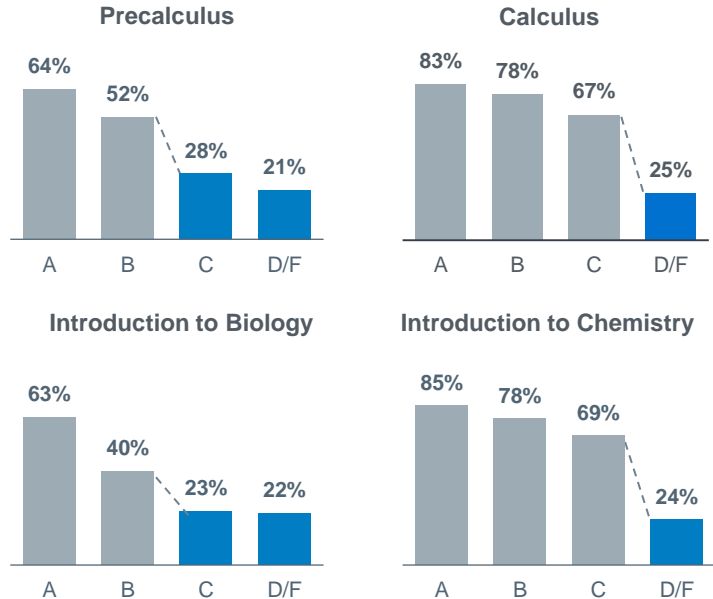 Precalculus
64%
52%
28%
21%
A B C D/F
Calculus
83%
78%
67%
25%
A B C D/F
Introduction to Biology
63%
40%
23%
22%
A B C D/F
Introduction to Chemistry
85%
78%
69%
24%
A B C D/F